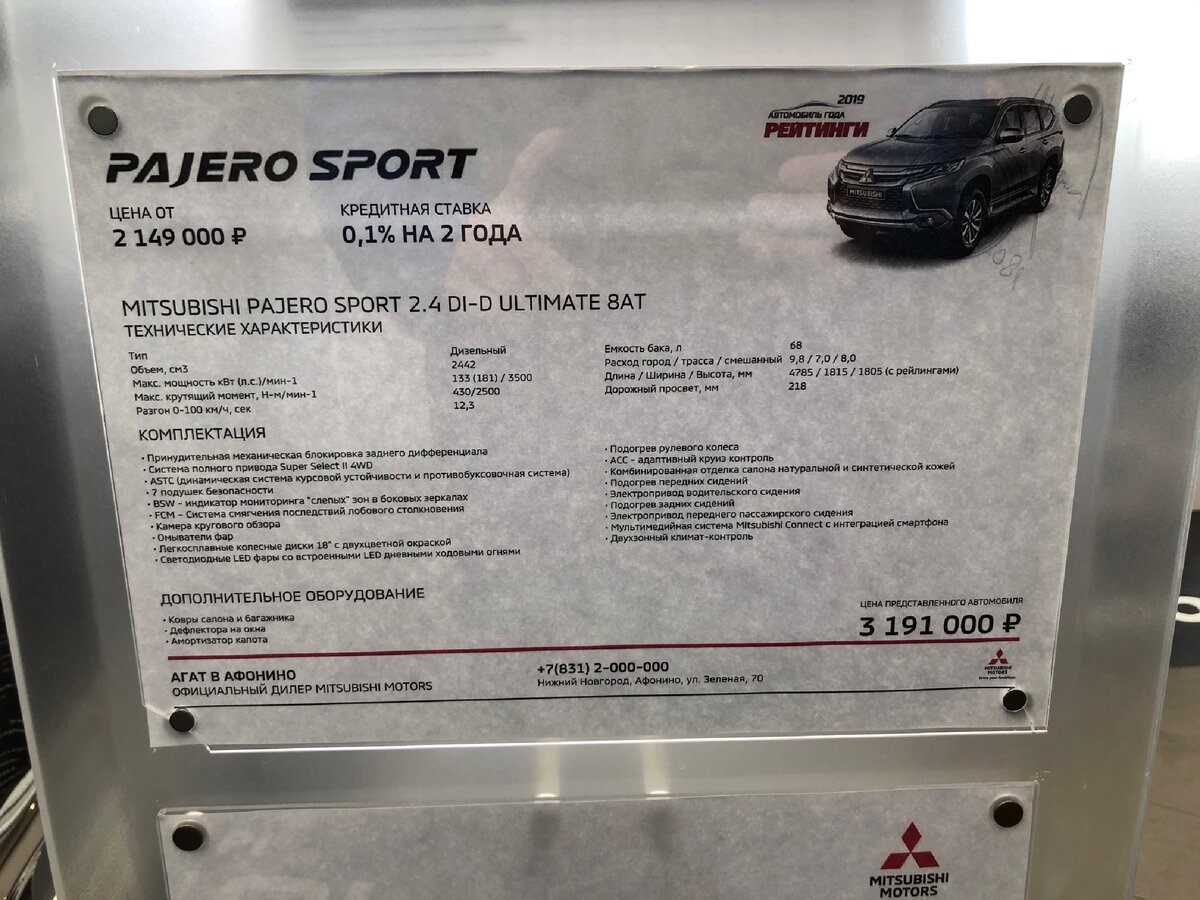 2019
АВТОМОБИЛЬ ГОДА
РЕЙТИНГИ
MITSUBISHI
PAJERO SPORT
ЦЕНА ОТ
2 149 000 ₽
КРЕДИТНАЯ СТАВКА
0,1% НА 2 ГОДА
MITSUBISHI PAJERO SPORT 2.4 DI-D ULTIMATE 8AT
ТЕХНИЧЕСКИЕ ХАРАКТЕРИСТИКИ
Тип Дизельный
Объем, см3 2442
Макс. мощность кВт (л.с.)/мин-1 133 (181) / 3500
Макс. крутящий момент, Н-м/мин-1 430/2500
Разгон 0-100 км/ч, сек 12,3
Емкость бака, л 68
Расход город / трасса / смешанный 9,8 / 7,0 / 8,0
Длина / Ширина / Высота, мм 4785 / 1815 / 1805 (с рейлингами)
Дорожный просвет, мм 218
КОМПЛЕКТАЦИЯ
· Принудительная механическая блокировка заднего дифференциала
· Система полного привода Super Select II 4WD
· ASTC (динамическая система курсовой устойчивости и противобуксовочная система)
· 7 подушек безопасности
· BSW - индикатор мониторинга "слепых" зон в боковых зеркалах
· FCM - Система смягчения последствий лобового столкновения
· Камера кругового обзора
· Омыватели фар
· Легкосплавные колесные диски 18" с двухцветной окраской
· Светодиодные LED фары со встроенными LED дневными ходовыми огнями
· Подогрев рулевого колеса
· ACC - адаптивный круиз контроль
· Комбинированная отделка салона натуральной и синтетической кожей
· Подогрев передних сидений
· Электропривод водительского сидения
· Подогрев задних сидений
· Электропривод переднего пассажирского сидения
· Мультимедийная система Mitsubishi Connect с интеграцией смартфона
· Двухзонный климат-контроль
ДОПОЛНИТЕЛЬНОЕ ОБОРУДОВАНИЕ
· Ковры салона и багажника
· Дефлектора на окна
· Амортизатор капота
ЦЕНА ПРЕДСТАВЛЕННОГО АВТОМОБИЛЯ
3 191 000 ₽
АГАТ В АФОНИНО
ОФИЦИАЛЬНЫЙ ДИЛЕР MITSUBISHI MOTORS
+7(831) 2-000-000
Нижний Новгород, Афонино, ул. Зеленая, 70
MITSUBISHI
MOTORS
Drive your Ambition
MITSUBISHI
MOTORS